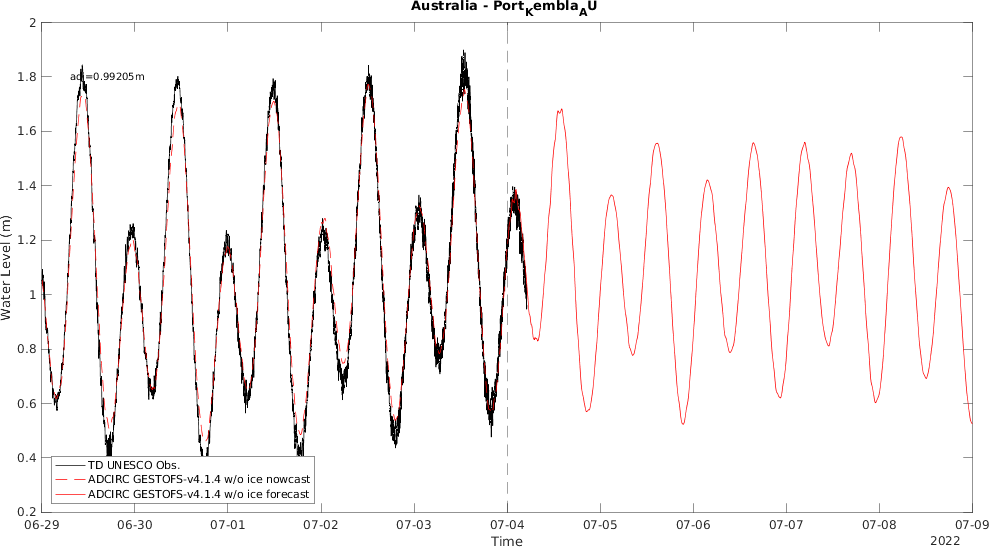 Australia - PortKemblaAU
2
1.8
1.6
1.4
1.2
1
0.8
0.6
0.4
0.2
Water Level (m)
adj=0.99205m
TD UNESCO Obs.
ADCIRC GESTOFS-v4.1.4 w/o ice nowcast
ADCIRC GESTOFS-v4.1.4 w/o ice forecast
06-29 06-30 07-01 07-02 07-03 07-04 07-05 07-06 07-07 07-08 07-09
Time
2022